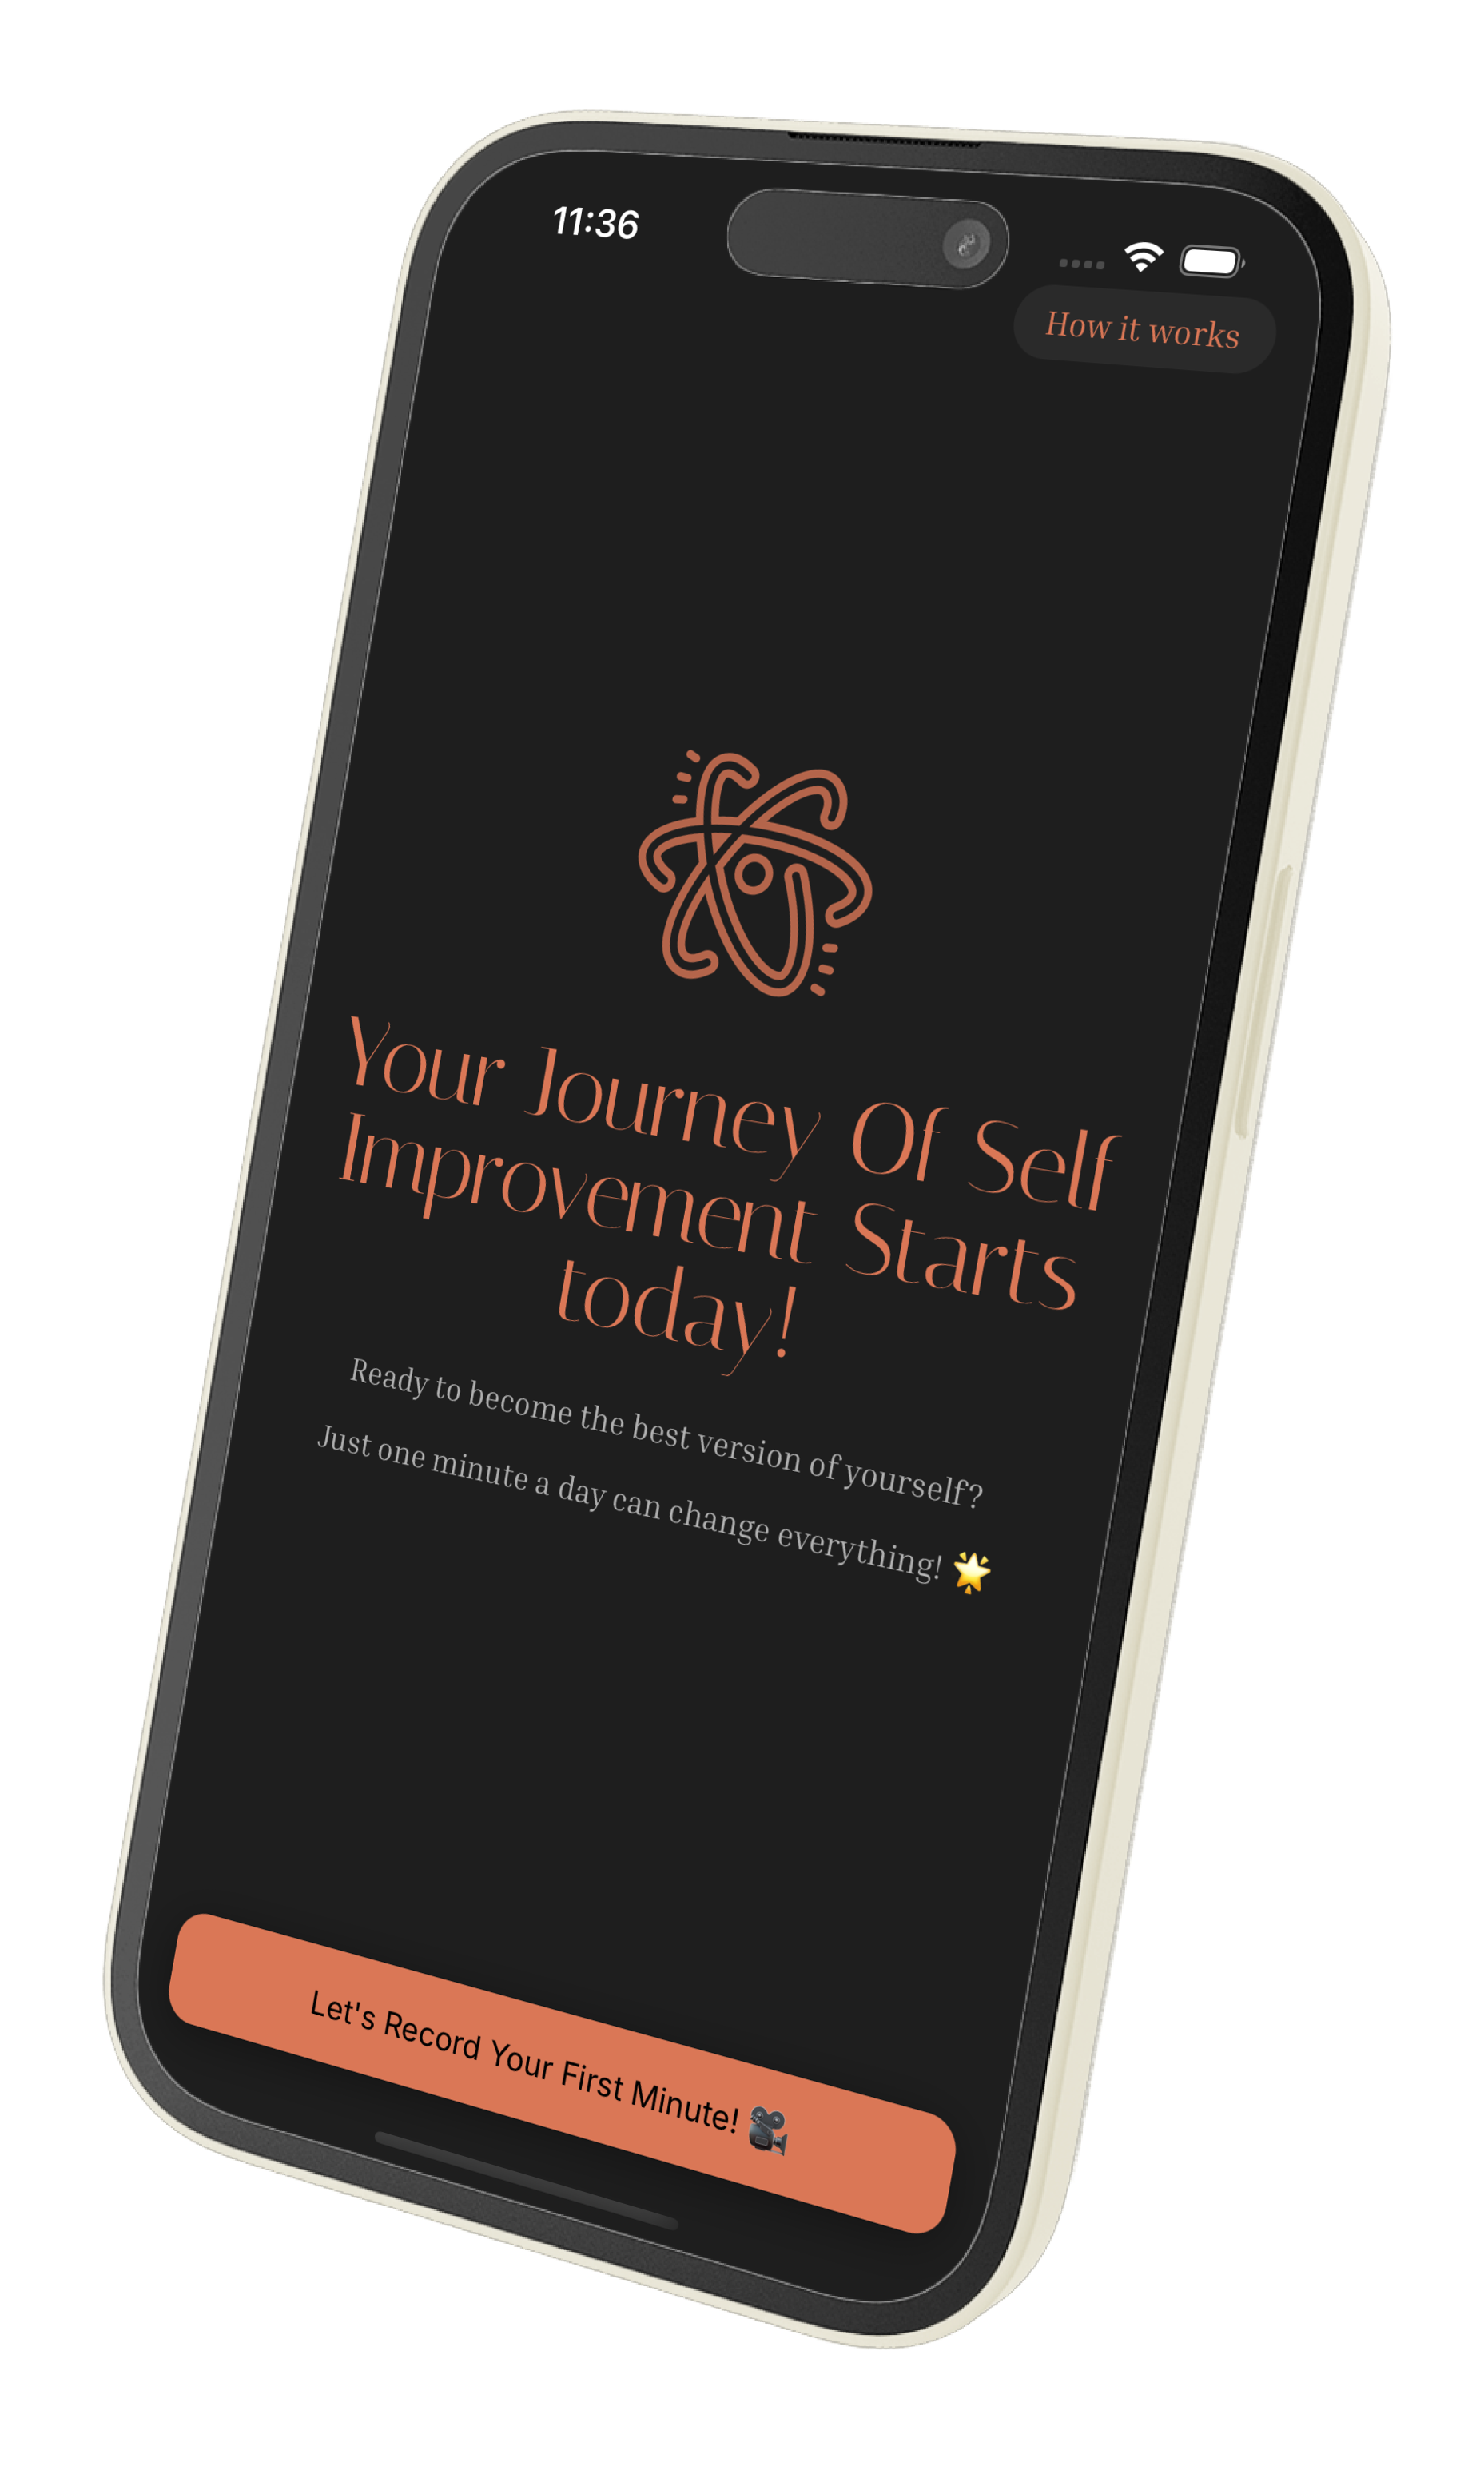 11:36
How it works
Your Journey Of Self
Improvement Starts
today!
Ready to become the best version of yourself?
Just one minute a day can change everything! 🌟
Let's Record Your First Minute! 🎥